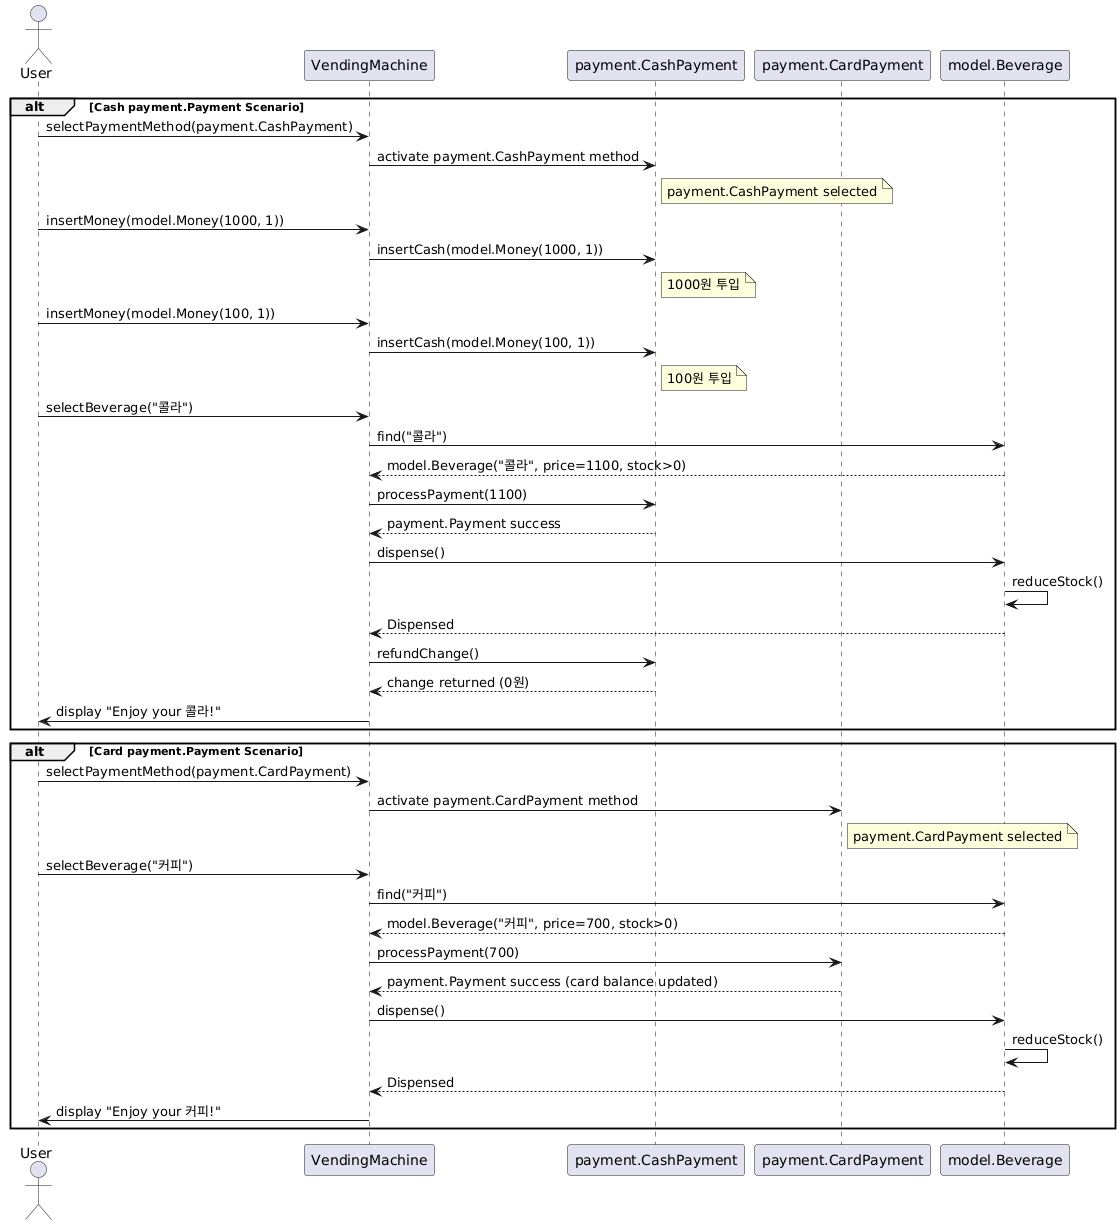 User
VendingMachine
payment.CashPayment
payment.CardPayment
model.Beverage
alt
[Cash payment.Payment Scenario]
selectPaymentMethod(payment.CashPayment)
activate payment.CashPayment method
payment.CashPayment selected
insertMoney(model.Money(1000, 1))
insertCash(model.Money(1000, 1))
1000원 투입
insertMoney(model.Money(100, 1))
insertCash(model.Money(100, 1))
100원 투입
selectBeverage("콜라")
find("콜라")
model.Beverage("콜라", price=1100, stock>0)
processPayment(1100)
payment.Payment success
dispense()
reduceStock()
Dispensed
refundChange()
change returned (0원)
display "Enjoy your 콜라!"
alt
[Card payment.Payment Scenario]
selectPaymentMethod(payment.CardPayment)
activate payment.CardPayment method
payment.CardPayment selected
selectBeverage("커피")
find("커피")
model.Beverage("커피", price=700, stock>0)
processPayment(700)
payment.Payment success (card balance updated)
dispense()
reduceStock()
Dispensed
display "Enjoy your 커피!"
User
VendingMachine
payment.CashPayment
payment.CardPayment
model.Beverage